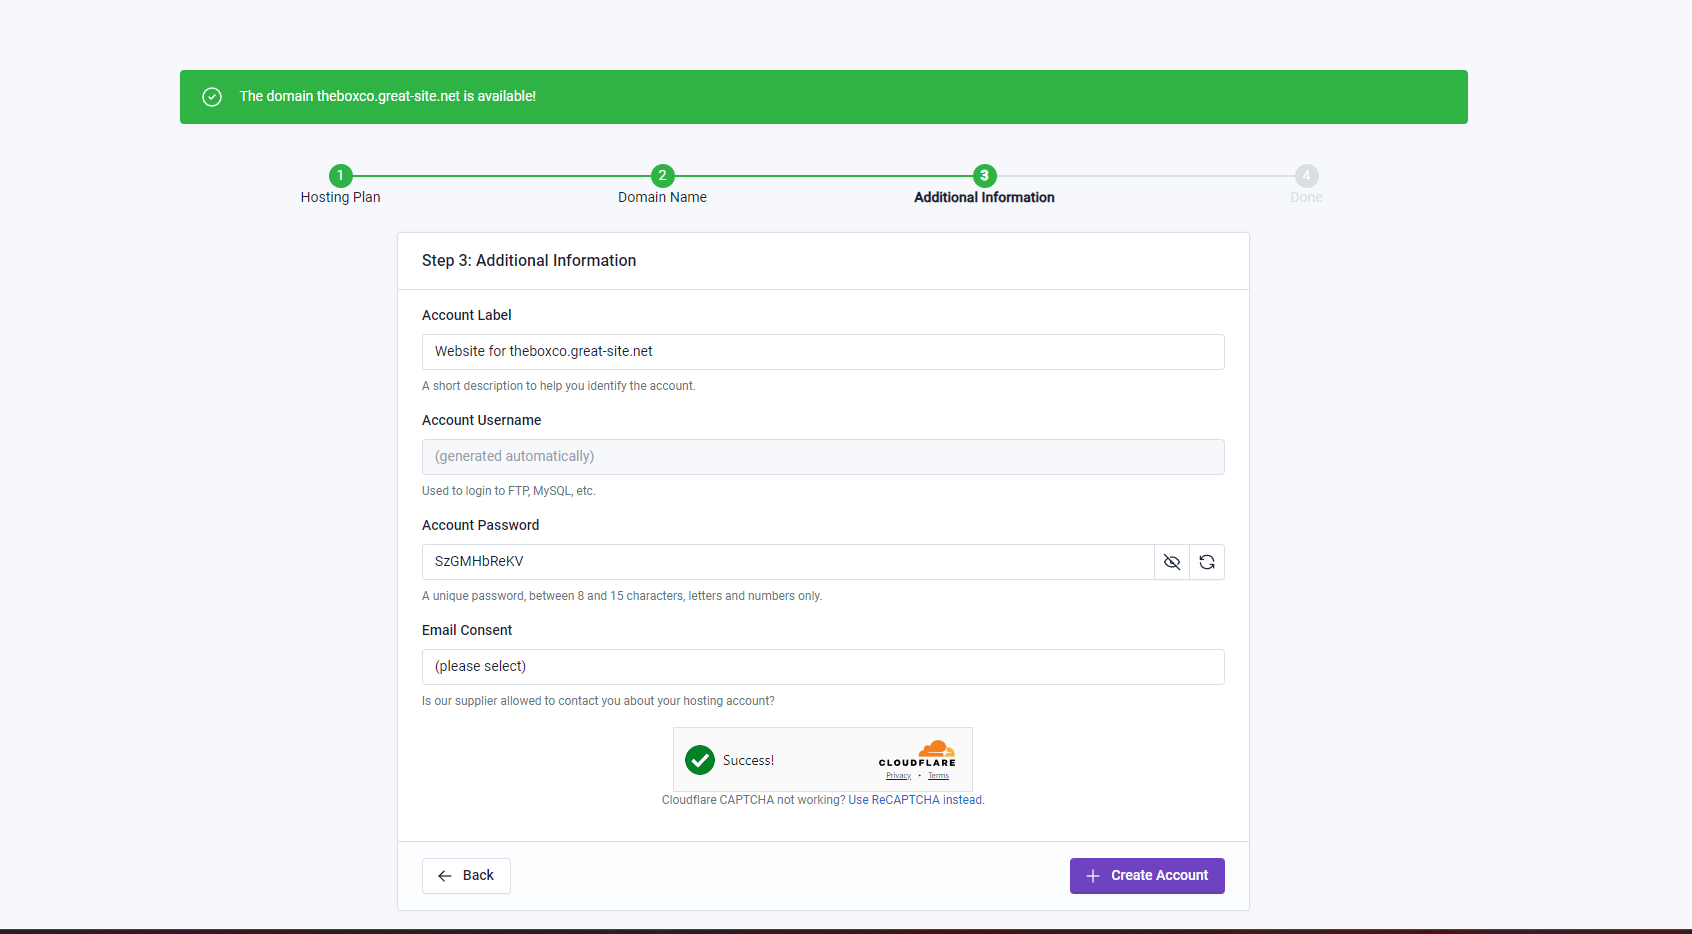 The domain theboxco.great-site.net is available!
1
2
3
4
Hosting Plan
Domain Name
Additional Information
Done
Step 3: Additional Information
Account Label
Website for theboxco.great-site.net
A short description to help you identify the account.
Account Username
(generated automatically)
Used to login to FTP, MySQL, etc.
Account Password
SzGMHbReKV
A unique password, between 8 and 15 characters, letters and numbers only.
Email Consent
(please select)
Is our supplier allowed to contact you about your hosting account?
Success!
CLOUDFLARE
Privacy • Terms
Cloudflare CAPTCHA not working? Use ReCAPTCHA instead.
Back
Create Account